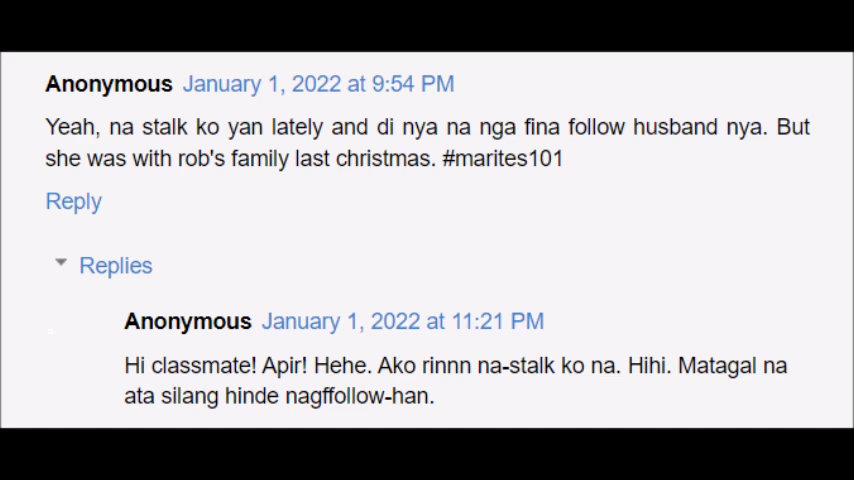 Anonymous January 1, 2022 at 9:54 PM
Yeah, na stalk ko yan lately and di nya na nga fina follow husband nya. But
she was with rob's family last christmas. #marites101
Reply
Replies
Anonymous January 1, 2022 at 11:21 PM
Hi classmate! Apir! Hehe. Ako rinnn na-stalk ko na. Hihi. Matagal na
ata silang hinde nagffollow-han.